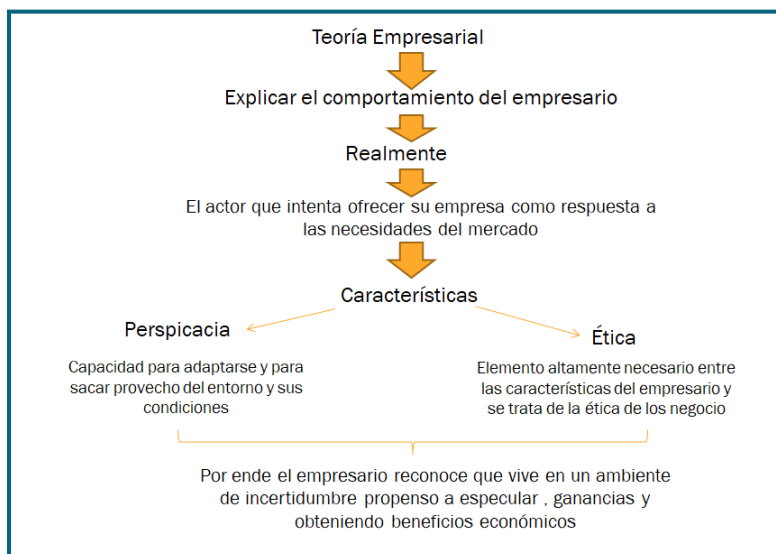 Teoría Empresarial
Explicar el comportamiento del empresario
Realmente
El actor que intenta ofrecer su empresa como respuesta a
las necesidades del mercado
Características
Perspicacia
Capacidad para adaptarse y para
sacar provecho del entorno y sus
condiciones
Ética
Elemento altamente necesario entre
las características del empresario y
se trata de la ética de los negocio
Por ende el empresario reconoce que vive en un ambiente
de incertidumbre propenso a especular , ganancias y
obteniendo beneficios económicos